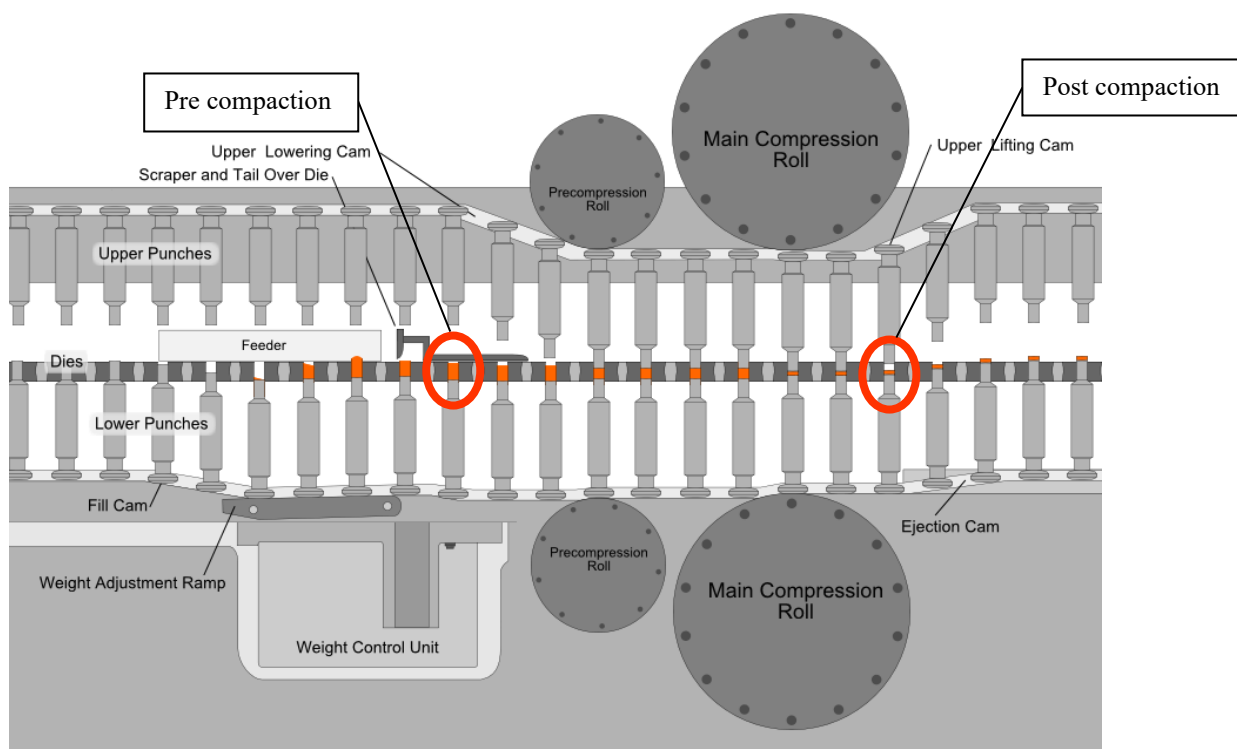 Pre compaction
Post compaction
Upper Lowering Cam
Scraper and Tail Over Die
Precompression
Roll
Main Compression
Roll
Upper Lifting Cam
Upper Punches
Feeder
Dies
Lower Punches
Fill Cam
Weight Adjustment Ramp
Weight Control Unit
Precompression
Roll
Main Compression
Roll
Ejection Cam